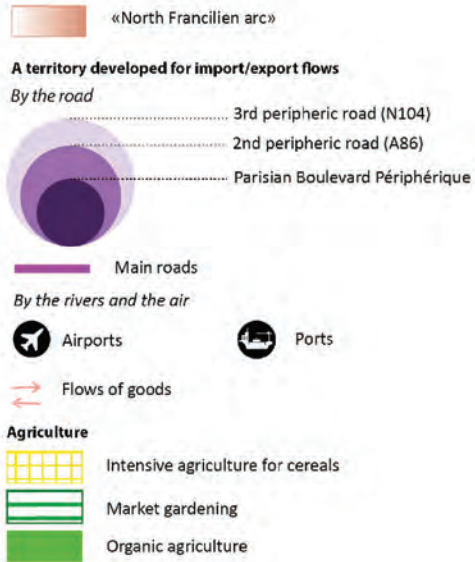 «North Francilien arc»
A territory developed for import/export flows
By the road
3rd peripheric road (N104)
2nd peripheric road (A86)
Parisian Boulevard Périphérique
Main roads
By the rivers and the air
Airports
Ports
Flows of goods
Agriculture
Intensive agriculture for cereals
Market gardening
Organic agriculture